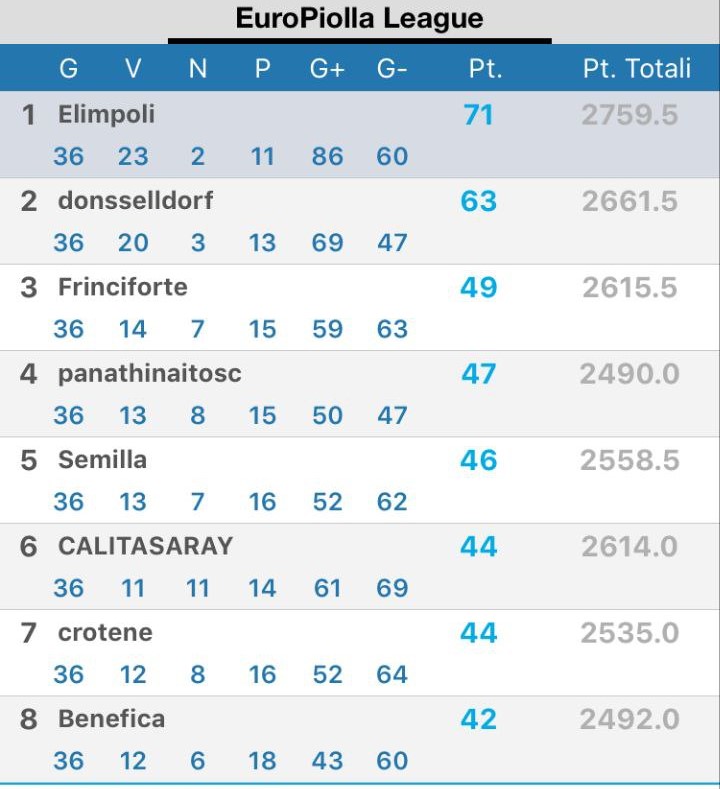 EuroPiolla League
G V N P G+ G- Pt. Pt. Totali
1 Elimpoli 71 2759.5
36 23 2 11 86 60
2 donsselldorf 63 2661.5
36 20 3 13 69 47
3 Frinciforte 49 2615.5
36 14 7 15 59 63
4 panathinaitosc 47 2490.0
36 13 8 15 50 47
5 Semilla 46 2558.5
36 13 7 16 52 62
6 CALITASARAY 44 2614.0
36 11 11 14 61 69
7 crotene 44 2535.0
36 12 8 16 52 64
8 Benefica 42 2492.0
36 12 6 18 43 60